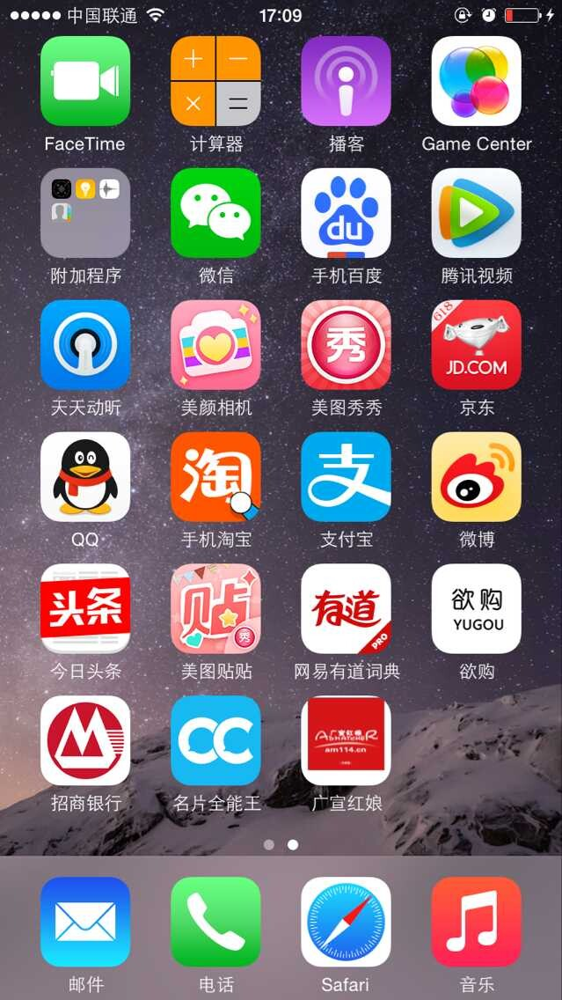 中国联通 17:09
FaceTime 计算器 播客 Game Center
附加程序 微信 du 手机百度 腾讯视频
天天动听 美颜相机 秀 美图秀秀 618 JD.COM 京东
QQ 淘 手机淘宝 支 支付宝 微博
头条 今日头条 贴 秀 美图贴贴 有道 PRO 网易有道词典 欲购 YUGOU 欲购
招商银行 CC 名片全能王 广宣红娘 am114.cn 广宣红娘
邮件 电话 Safari 音乐